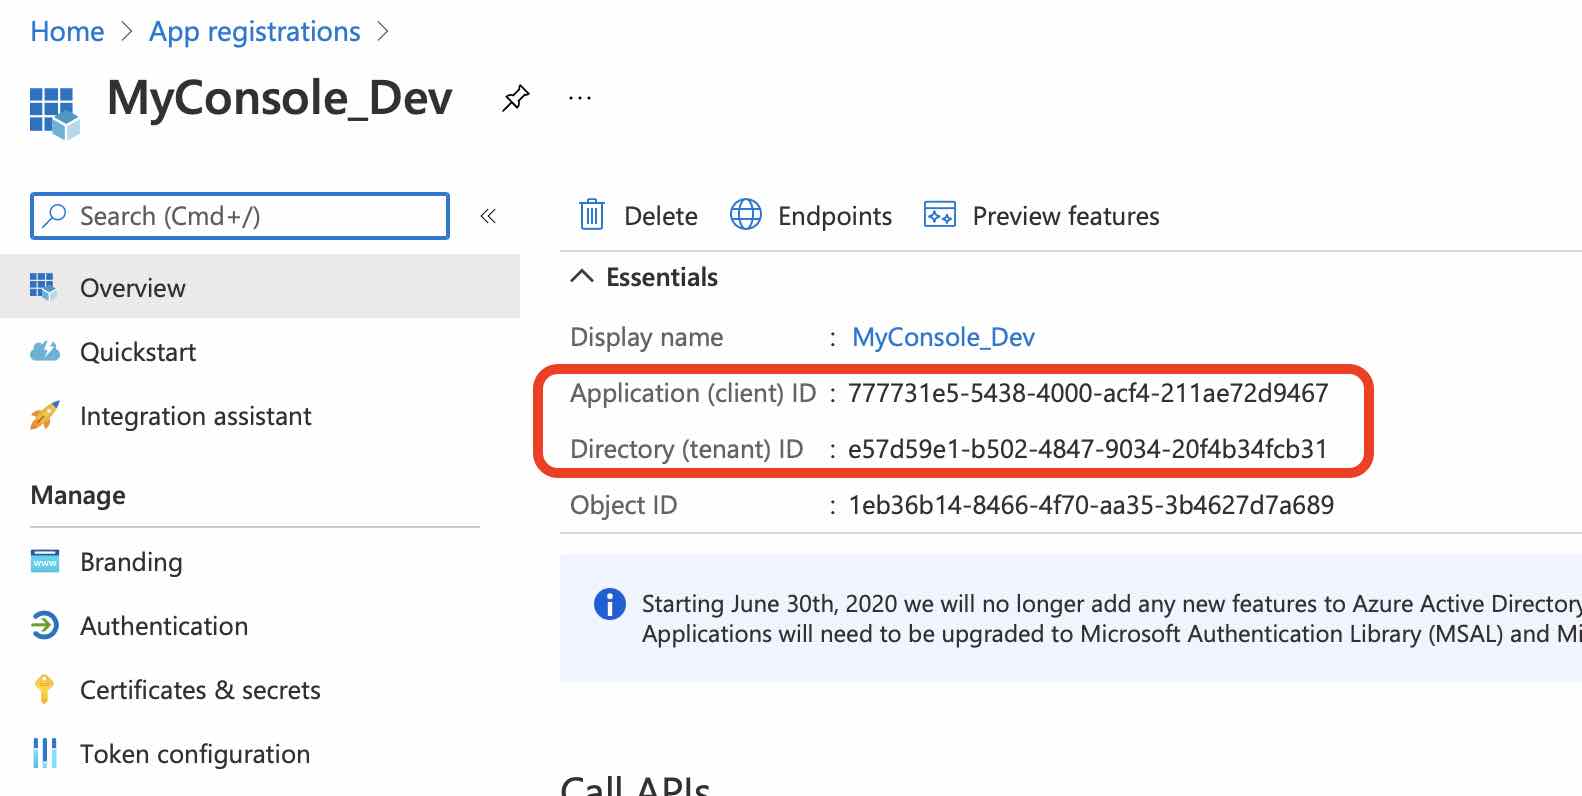 Home > App registrations >
MyConsole_Dev ...
Search (Cmd+/) «
Delete Endpoints Preview features
Overview
Quickstart
Integration assistant
Manage
Branding
Authentication
Certificates & secrets
Token configuration
Essentials
Display name : MyConsole_Dev
Application (client) ID : 777731e5-5438-4000-acf4-211ae72d9467
Directory (tenant) ID : e57d59e1-b502-4847-9034-20f4b34fcb31
Object ID : 1eb36b14-8466-4f70-aa35-3b4627d7a689
Starting June 30th, 2020 we will no longer add any new features to Azure Active Directory
Applications will need to be upgraded to Microsoft Authentication Library (MSAL) and Mi
Call APIs